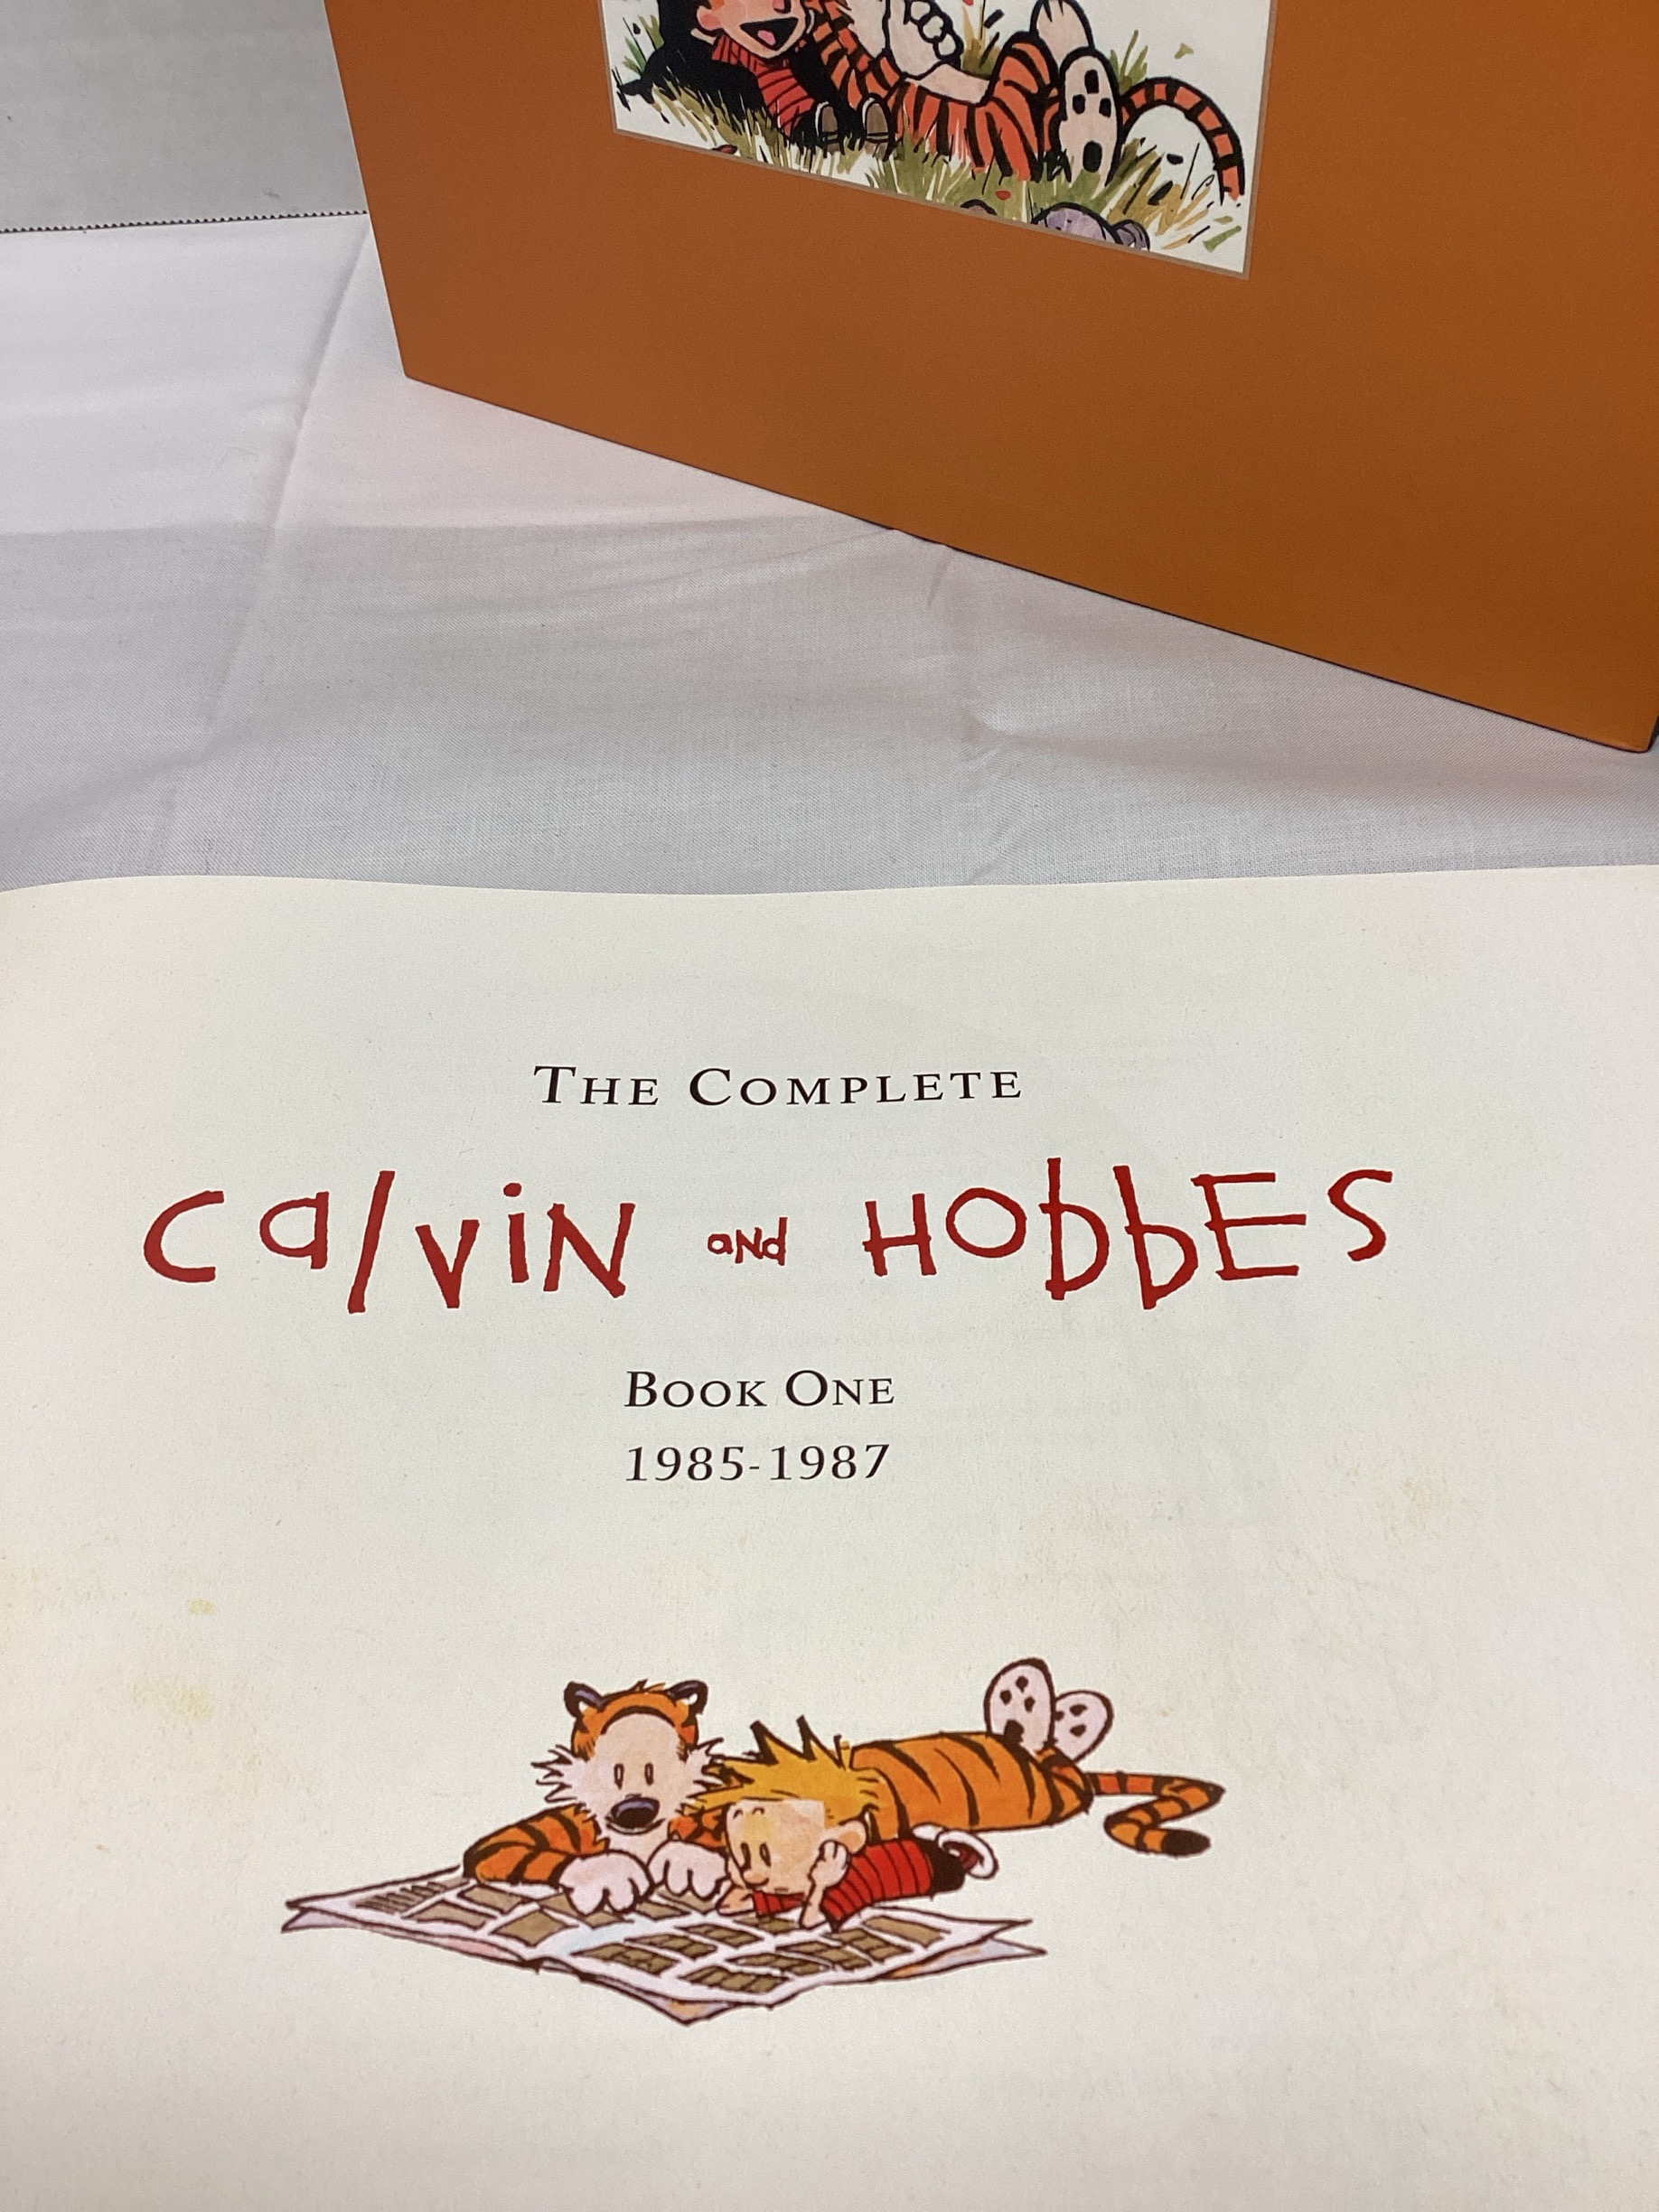 The Complete
Calvin and Hobbes
Book One
1985-1987